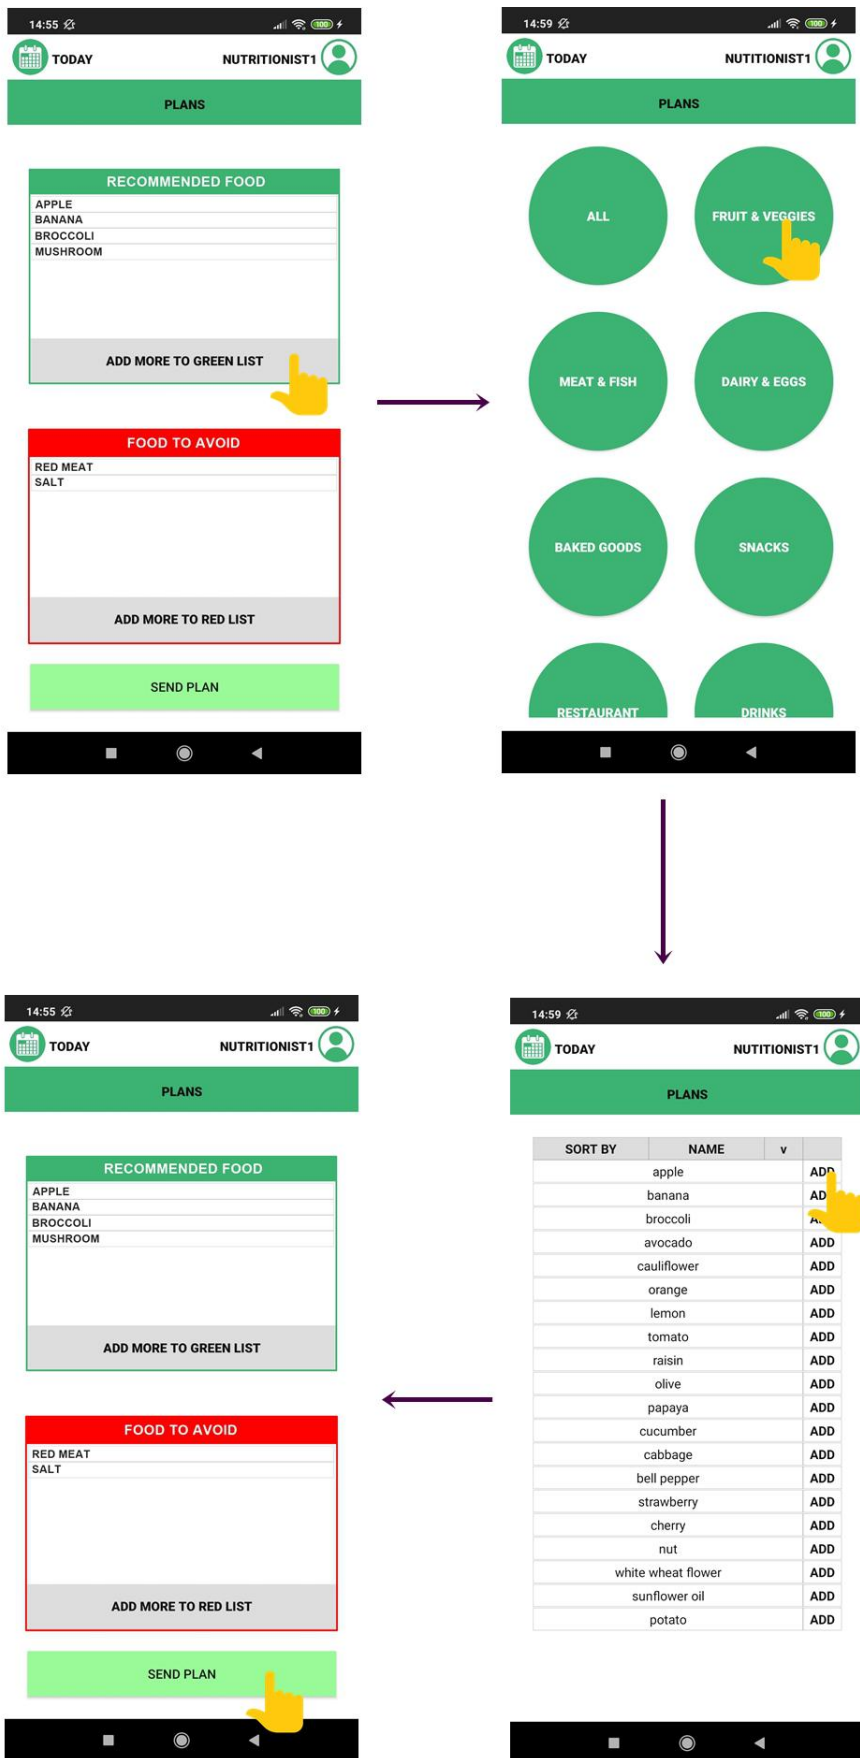 14:55
100
TODAY
NUTRITIONIST1
PLANS
RECOMMENDED FOOD
APPLE
BANANA
BROCCOLI
MUSHROOM
ADD MORE TO GREEN LIST
FOOD TO AVOID
RED MEAT
SALT
ADD MORE TO RED LIST
SEND PLAN
14:59
100
TODAY
NUTITIONIST1
PLANS
ALL
FRUIT & VEGGIES
MEAT & FISH
DAIRY & EGGS
BAKED GOODS
SNACKS
RESTAURANT
DRINKS
14:59
100
TODAY
NUTITIONIST1
PLANS
SORT BY NAME v
apple ADD
banana
broccoli
avocado ADD
cauliflower ADD
orange ADD
lemon ADD
tomato ADD
raisin ADD
olive ADD
papaya ADD
cucumber ADD
cabbage ADD
bell pepper ADD
strawberry ADD
cherry ADD
nut ADD
white wheat flower ADD
sunflower oil ADD
potato ADD
14:55
100
TODAY
NUTRITIONIST1
PLANS
RECOMMENDED FOOD
APPLE
BANANA
BROCCOLI
MUSHROOM
ADD MORE TO GREEN LIST
FOOD TO AVOID
RED MEAT
SALT
ADD MORE TO RED LIST
SEND PLAN